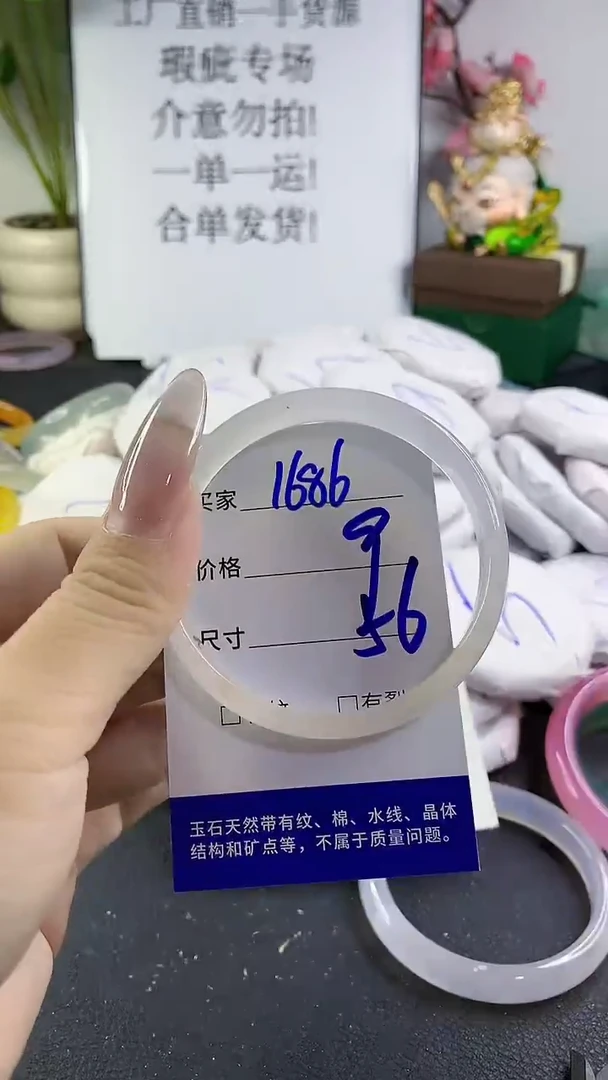 工厂直销一手货源
瑕疵专场
介意勿拍!
一单一运!
合单发货!
买家 1686
价格 9
尺寸 56
有裂
玉石天然带有纹、棉、水线、晶体
结构和矿点等，不属于质量问题。